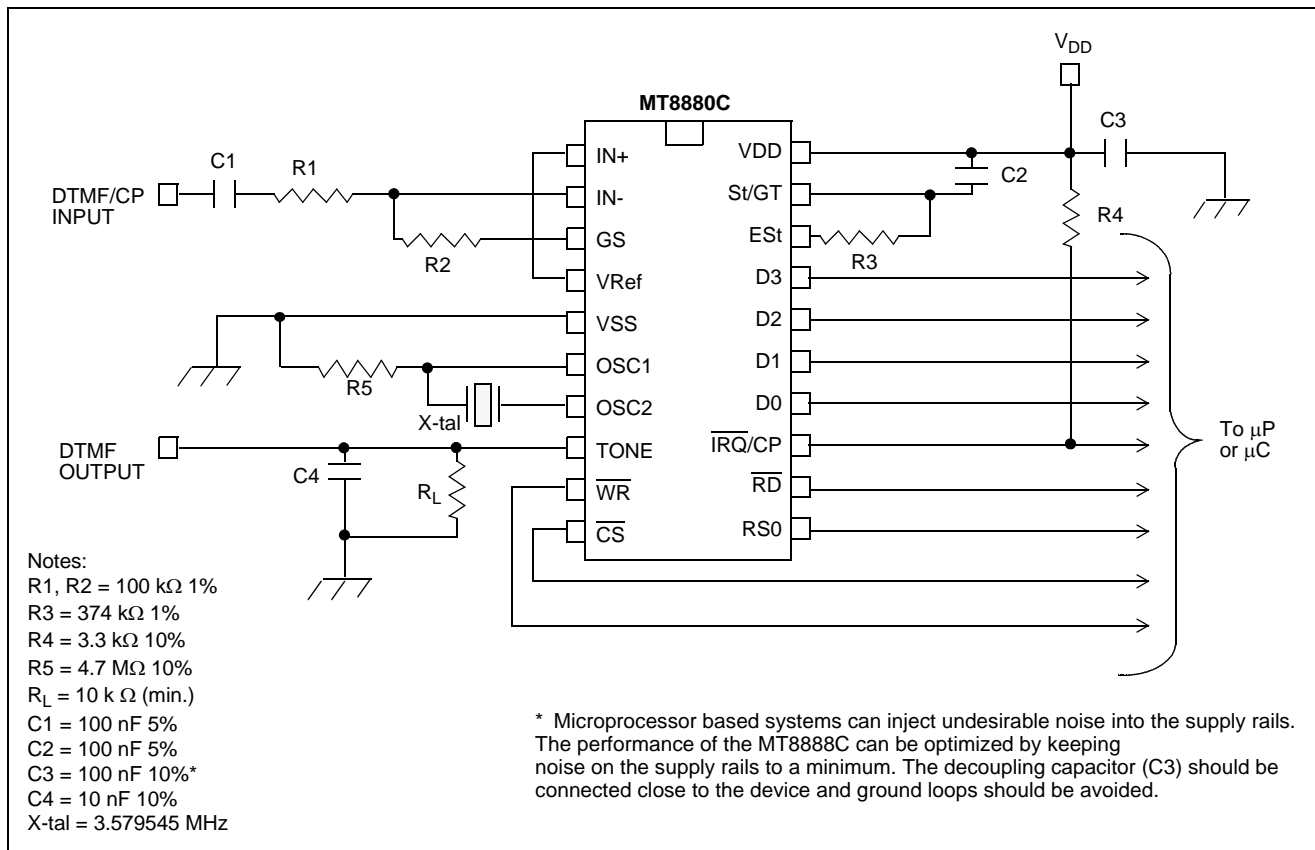 VDD
MT8880C
C3
C1
R1
IN+
VDD
C2
DTMF/CP
INPUT
IN-
St/GT
R4
GS
ESt
R2
R3
VRef
D3
VSS
D2
OSC1
D1
R5
OSC2
D0
X-tal
DTMF
OUTPUT
TONE
IRQ/CP
To μP
or μC
C4
RL
WR
RD
CS
RS0
Notes:
R1, R2 = 100 kΩ 1%
R3 = 374 kΩ 1%
R4 = 3.3 kΩ 10%
R5 = 4.7 MΩ 10%
RL = 10 k Ω (min.)
C1 = 100 nF 5%
C2 = 100 nF 5%
C3 = 100 nF 10%*
C4 = 10 nF 10%
X-tal = 3.579545 MHz
* Microprocessor based systems can inject undesirable noise into the supply rails.
The performance of the MT8888C can be optimized by keeping
noise on the supply rails to a minimum. The decoupling capacitor (C3) should be
connected close to the device and ground loops should be avoided.